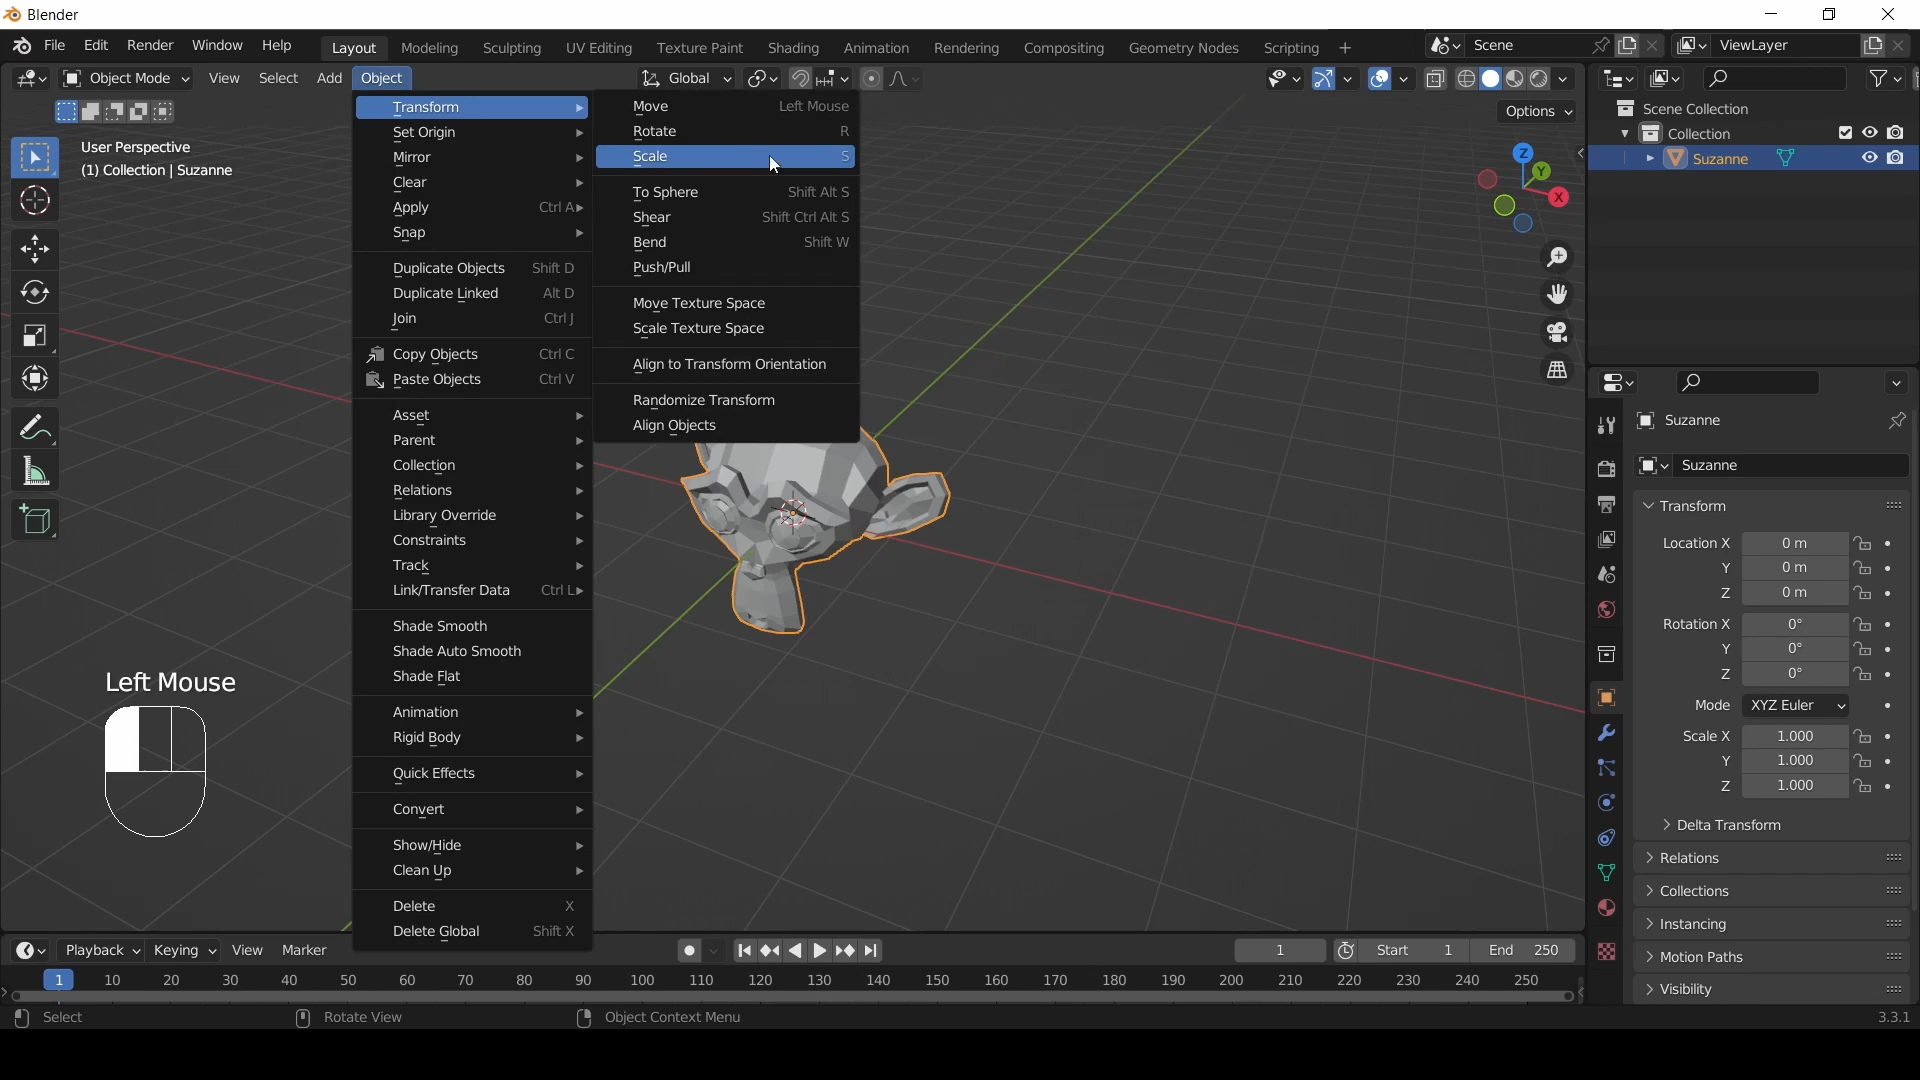 Blender
File Edit Render Window Help
Layout Modeling Sculpting UV Editing Texture Paint Shading Animation Rendering Compositing Geometry Nodes Scripting +
Scene
ViewLayer
Object Mode View Select Add Object
Global
Options
User Perspective
(1) Collection | Suzanne
Transform
Set Origin
Mirror
Clear
Apply Ctrl A
Snap
Duplicate Objects Shift D
Duplicate Linked Alt D
Join Ctrl J
Copy Objects Ctrl C
Paste Objects Ctrl V
Asset
Parent
Collection
Relations
Library Override
Constraints
Track
Link/Transfer Data Ctrl L
Shade Smooth
Shade Auto Smooth
Shade Flat
Animation
Rigid Body
Quick Effects
Convert
Show/Hide
Clean Up
Delete X
Delete Global Shift X
Move Left Mouse
Rotate R
Scale S
To Sphere Shift Alt S
Shear Shift Ctrl Alt S
Bend Shift W
Push/Pull
Move Texture Space
Scale Texture Space
Align to Transform Orientation
Randomize Transform
Align Objects
Z
Y
X
Left Mouse
Scene Collection
Collection
Suzanne
Suzanne
Suzanne
Transform
Location X 0 m
Y 0 m
Z 0 m
Rotation X 0°
Y 0°
Z 0°
Mode XYZ Euler
Scale X 1.000
Y 1.000
Z 1.000
Delta Transform
Relations
Collections
Instancing
Motion Paths
Visibility
Playback Keying View Marker
1
Start 1
End 250
1 10 20 30 40 50 60 70 80 90 100 110 120 130 140 150 160 170 180 190 200 210 220 230 240 250
Select
Rotate View
Object Context Menu
3.3.1